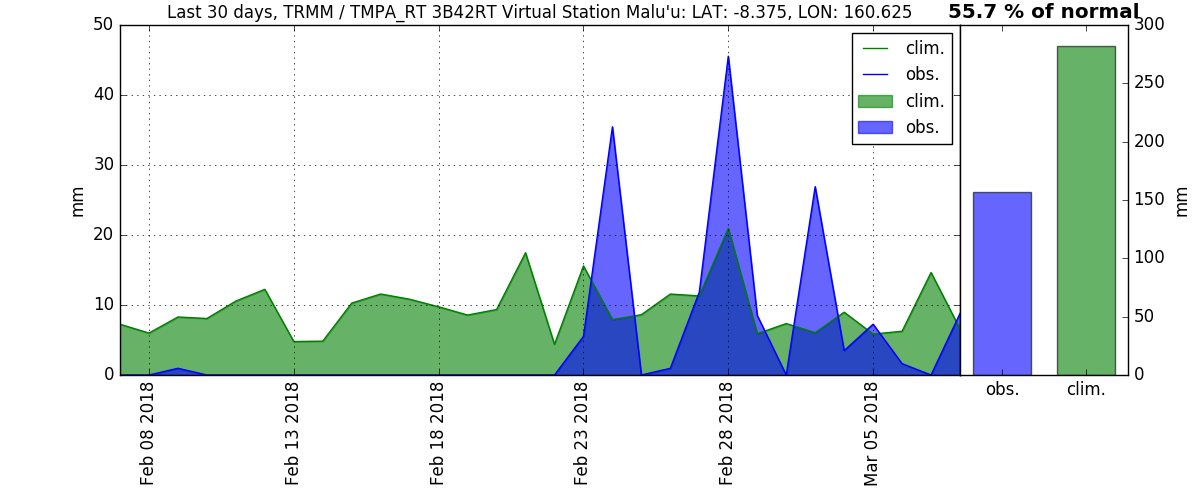 Last 30 days, TRMM / TMPA_RT 3B42RT Virtual Station Malu'u: LAT: -8.375, LON: 160.625
55.7 % of normal
50
40
30
20
10
0
mm
clim.
obs.
clim.
obs.
Feb 08 2018
Feb 13 2018
Feb 18 2018
Feb 23 2018
Feb 28 2018
Mar 05 2018
300
250
200
150
100
50
0
mm
obs.
clim.